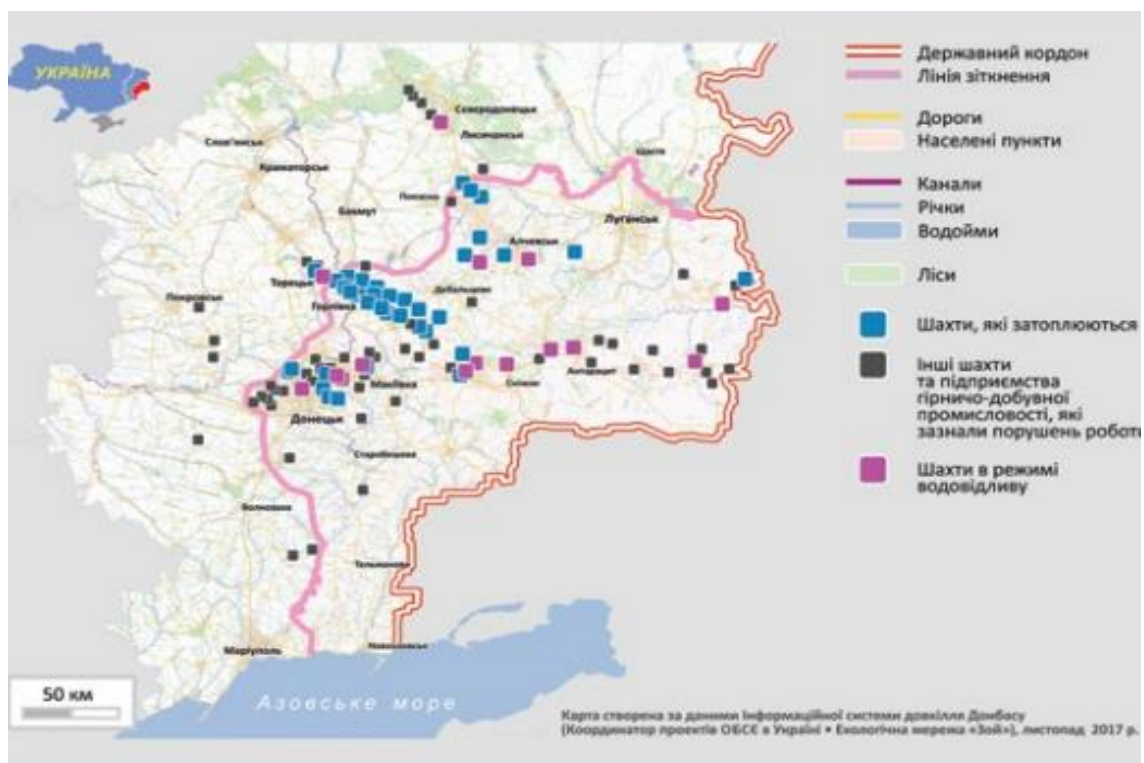 УКРАЇНА
Сєвєродонецьк
Лисичанськ
Слов'янськ
Краматорськ
Щастя
Попасна
Бахмут
Луганськ
Алчевськ
Торецьк
Дебальцеве
Покровськ
Горлівка
Макіївка
Антрацит
Донецьк
Старобешеве
Волноваха
Тельманове
Маріуполь
Новоазовськ
50 км
Азовське море
Державний кордон
Лінія зіткнення
Дороги
Населені пункти
Канали
Річки
Водойми
Ліси
Шахти, які затоплюються
Інші шахти
та підприємства
гірничо-добувної
промисловості, які
зазнали порушень роботи
Шахти в режимі
водовідливу
Карта створена за даними Інформаційної системи довкілля Донбасу
(Координатор проектів ОБСЄ в Україні • Екологічна мережа «Зой»), листопад 2017 р.